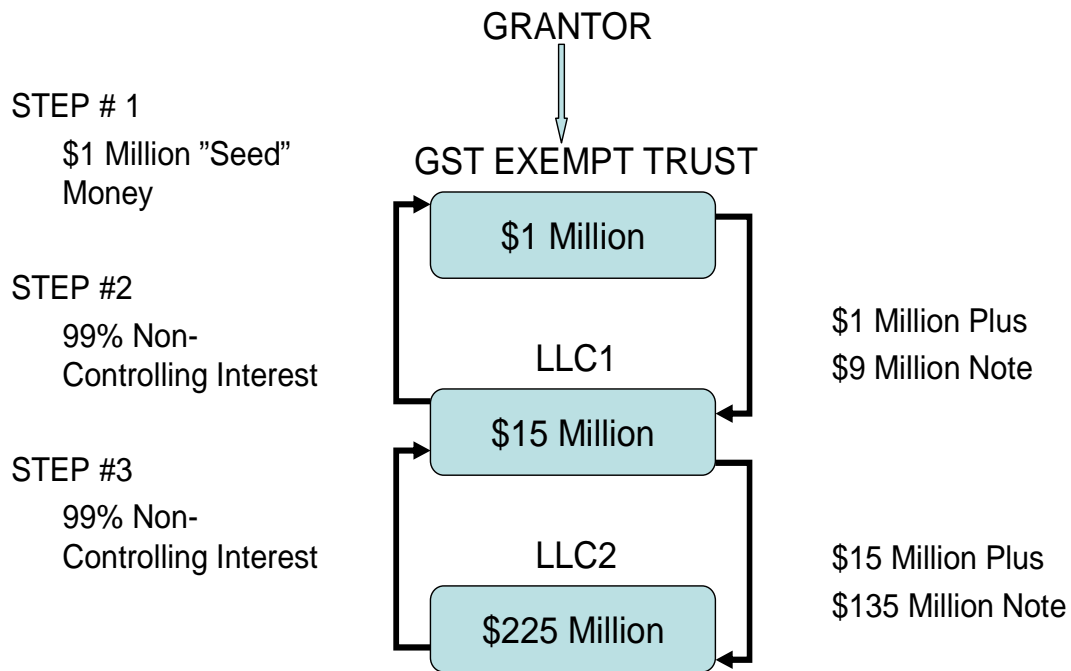 GRANTOR
STEP # 1
$1 Million ”Seed”
Money
GST EXEMPT TRUST
$1 Million
STEP #2
99% Non-
Controlling Interest
$1 Million Plus
$9 Million Note
LLC1
$15 Million
STEP #3
99% Non-
Controlling Interest
LLC2
$15 Million Plus
$135 Million Note
$225 Million